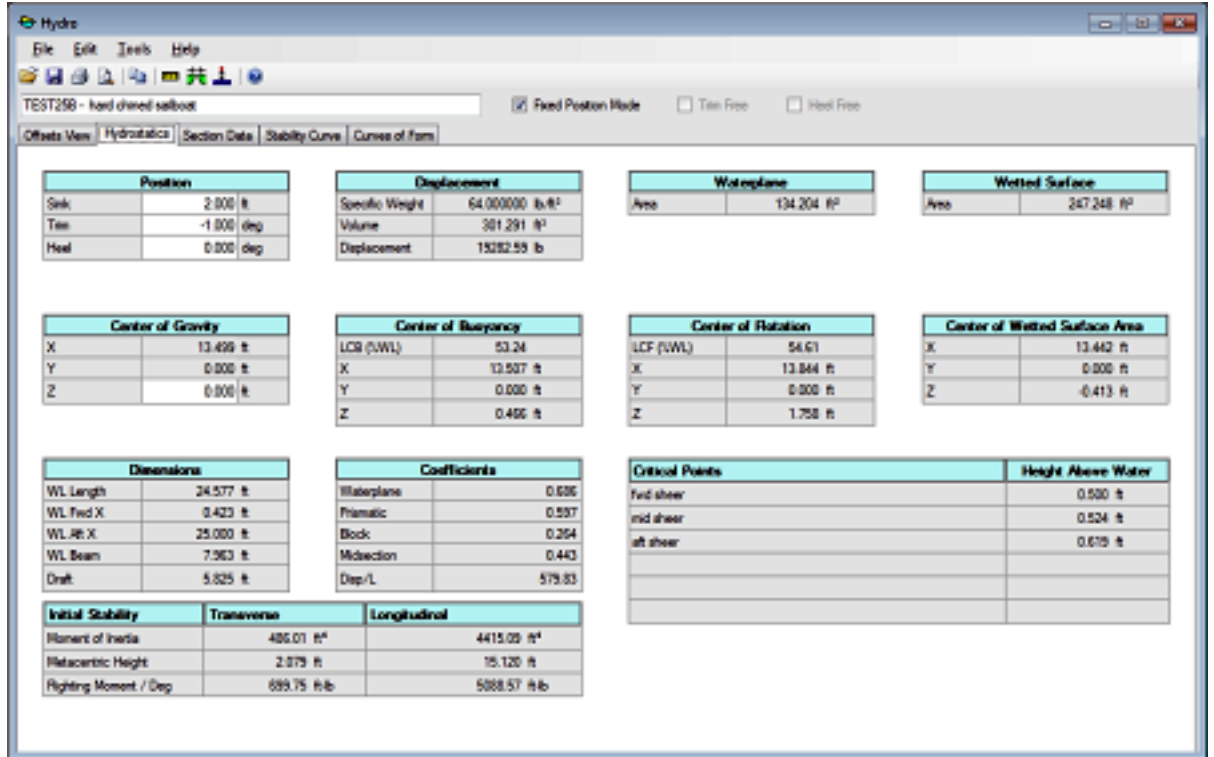 Hydro
File Edit Tools Help
TEST25B - hard chined sailboat Fixed Position Mode Trim Free Heel Free
Offsets View Hydrostatics Section Data Stability Curve Curves of Form
Position Displacement Waterplane Wetted Surface
Sink 2.000 ft Specific Weight 64.000000 lb/ft³ Area 134.204 ft² Area 247.248 ft²
Trim -1.000 deg Volume 301.291 ft³
Heel 0.000 deg Displacement 19282.59 lb
Center of Gravity Center of Buoyancy Center of Flotation Center of Wetted Surface Area
X 13.499 ft LCB (%WL) 53.24 LCF (%WL) 54.61 X 13.442 ft
Y 0.000 ft X 13.507 ft X 13.844 ft Y 0.000 ft
Z 0.000 ft Y 0.000 ft Y 0.000 ft Z -0.413 ft
Z 0.466 ft Z 1.758 ft
Dimensions Coefficients Critical Points Height Above Water
WL Length 24.577 ft Waterplane 0.686 fwd sheer 0.500 ft
WL Fwd X 0.423 ft Prismatic 0.597 mid sheer 0.524 ft
WL Aft X 25.000 ft Block 0.264 aft sheer 0.619 ft
WL Beam 7.963 ft Midsection 0.443
Draft 5.825 ft Disp/L 579.83
Initial Stability Transverse Longitudinal
Moment of Inertia 486.01 ft⁴ 4415.09 ft⁴
Metacentric Height 2.079 ft 15.120 ft
Righting Moment / Deg 699.75 ft-lb 5088.57 ft-lb